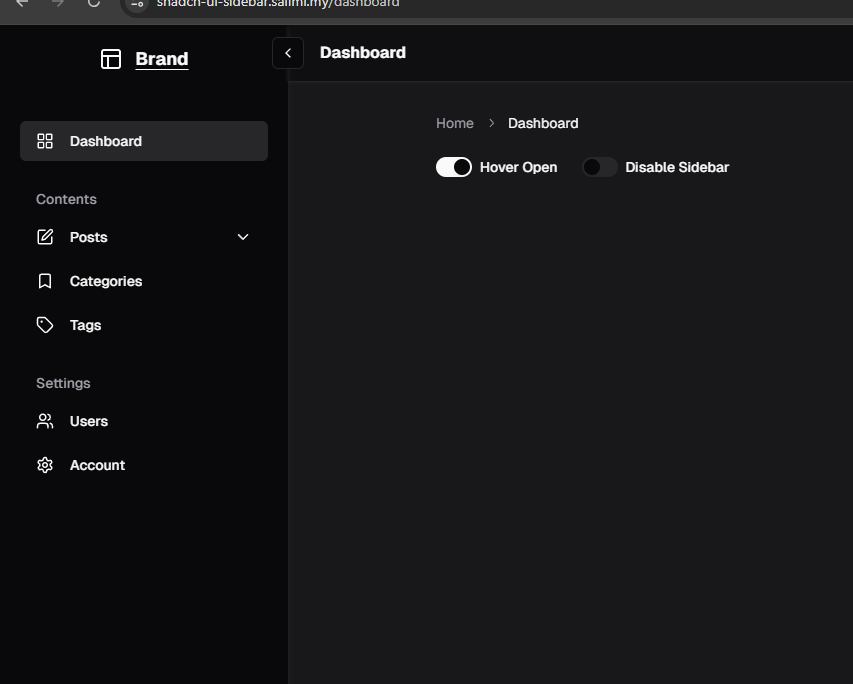 shadcn-ui-sidebar.salimi.my/dashboard
Brand
Dashboard
Dashboard
Contents
Posts
Categories
Tags
Settings
Users
Account
Home > Dashboard
Hover Open Disable Sidebar